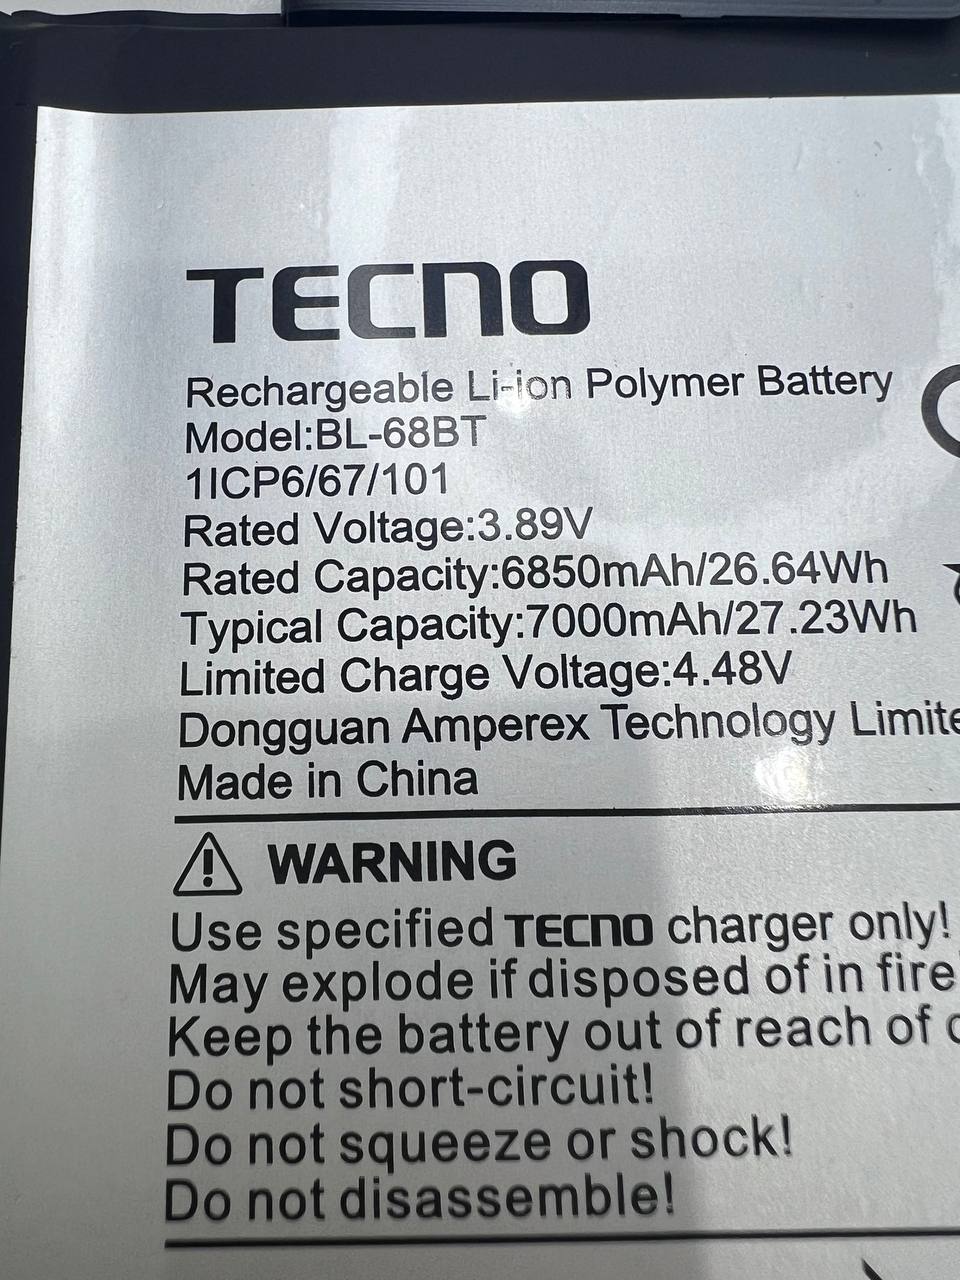 TECNO
Rechargeable Li-ion Polymer Battery
Model:BL-68BT
1ICP6/67/101
Rated Voltage:3.89V
Rated Capacity:6850mAh/26.64Wh
Typical Capacity:7000mAh/27.23Wh
Limited Charge Voltage:4.48V
Dongguan Amperex Technology Limite
Made in China
WARNING
Use specified TECNO charger only!
May explode if disposed of in fire
Keep the battery out of reach of
Do not short-circuit!
Do not squeeze or shock!
Do not disassemble!